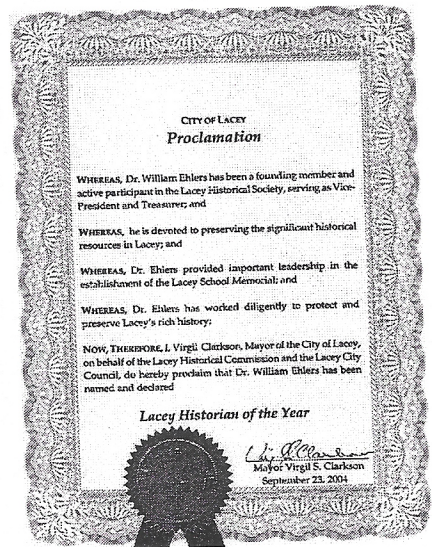 CITY OF LACEY
Proclamation
WHEREAS, Dr. William Ehlers has been a founding member and
active participant in the Lacey Historical Society, serving as Vice-
President and Treasurer; and
WHEREAS, he is devoted to preserving the significant historical
resources in Lacey; and
WHEREAS, Dr. Ehlers provided important leadership in the
establishment of the Lacey School Memorial; and
WHEREAS, Dr. Ehlers has worked diligently to protect and
preserve Lacey's rich history;
NOW, THEREFORE, I, Virgil Clarkson, Mayor of the City of Lacey,
on behalf of the Lacey Historical Commission and the Lacey City
Council, do hereby proclaim that Dr. William Ehlers has been
named and declared
Lacey Historian of the Year
Mayor Virgil S. Clarkson
September 23, 2004